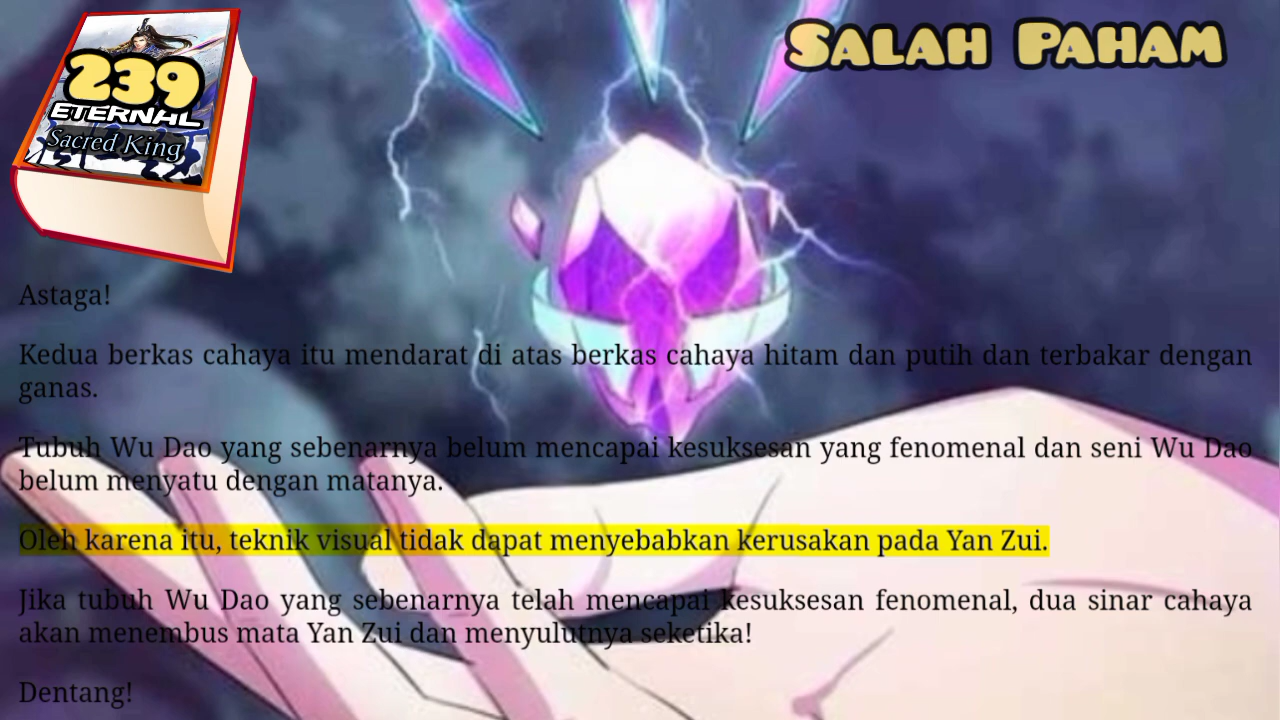 239
ETERNAL
Sacred King
SALAH PAHAM
Astaga!
Kedua berkas cahaya itu mendarat di atas berkas cahaya hitam dan putih dan terbakar dengan
ganas.
Tubuh Wu Dao yang sebenarnya belum mencapai kesuksesan yang fenomenal dan seni Wu Dao
belum menyatu dengan matanya.
Oleh karena itu, teknik visual tidak dapat menyebabkan kerusakan pada Yan Zui.
Jika tubuh Wu Dao yang sebenarnya telah mencapai kesuksesan fenomenal, dua sinar cahaya
akan menembus mata Yan Zui dan menyulutnya seketika!
Dentang!